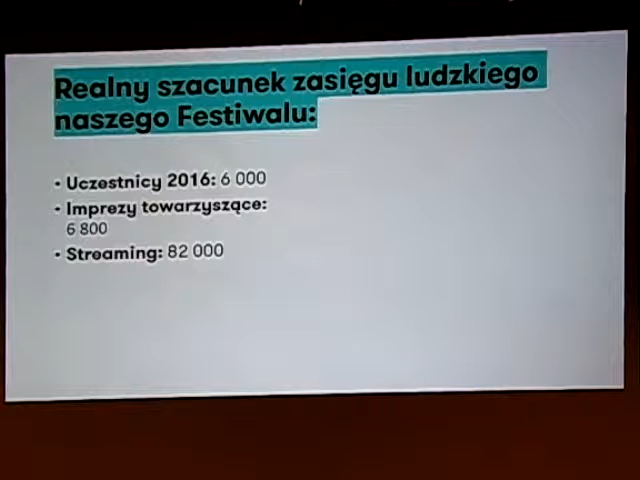 Realny szacunek zasięgu ludzkiego
naszego Festiwalu:
• Uczestnicy 2016: 6 000
• Imprezy towarzyszące:
6 800
• Streaming: 82 000